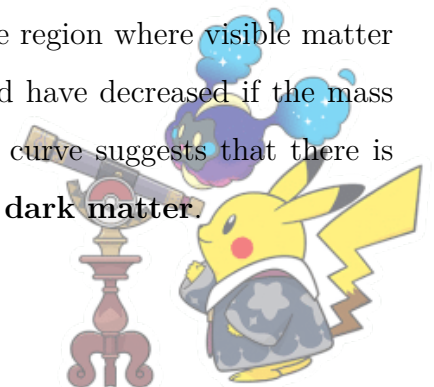 e region where visible matter
d have decreased if the mass
curve suggests that there is
dark matter.